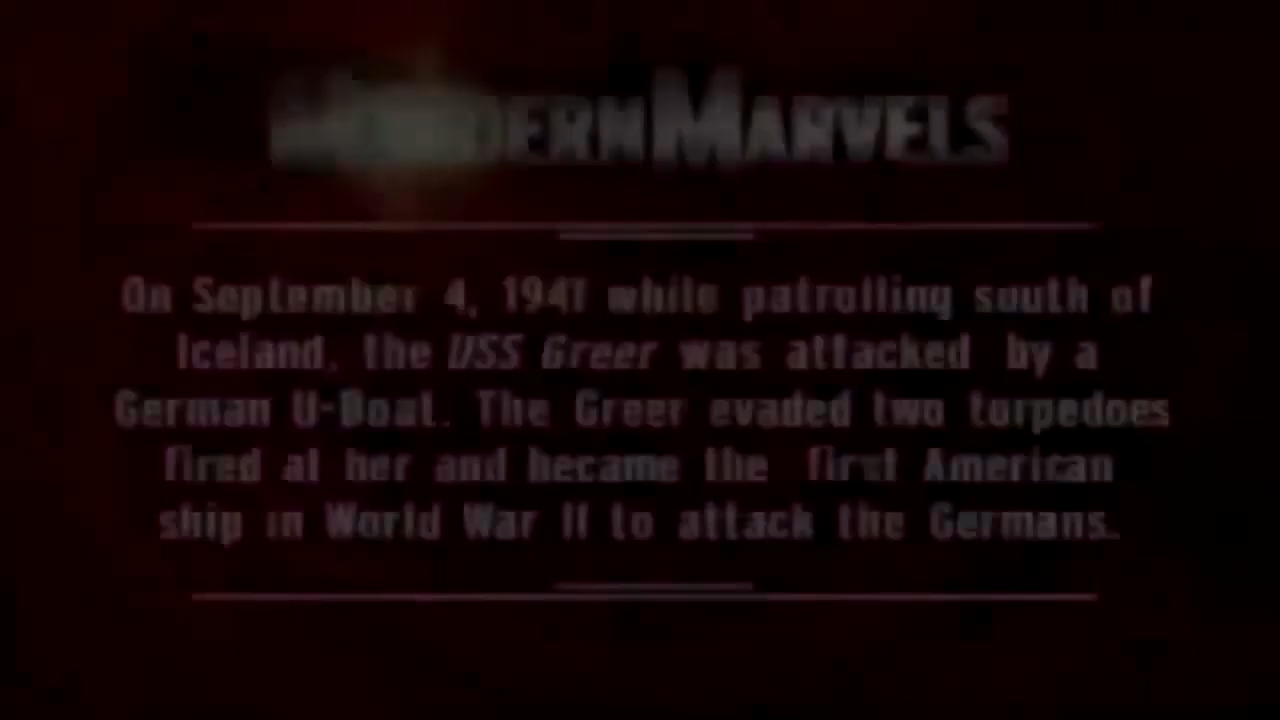 Modern Marvels
On September 4, 1941 while patrolling south of
Iceland, the USS Greer was attacked by a
German U-Boat. The Greer evaded two torpedoes
fired at her and became the first American
ship in World War II to attack the Germans.